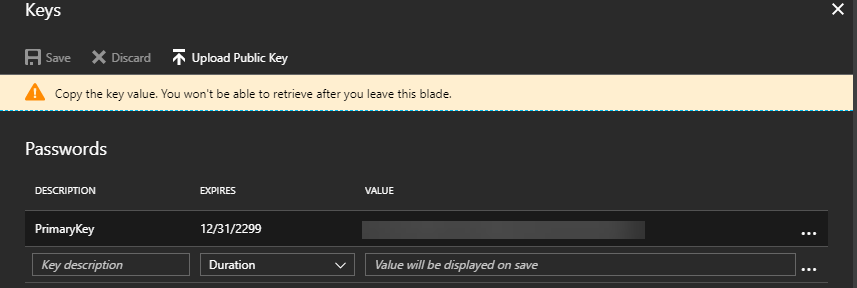 Keys
Save Discard Upload Public Key
Copy the key value. You won't be able to retrieve after you leave this blade.
Passwords
DESCRIPTION EXPIRES VALUE
PrimaryKey 12/31/2299 ...
Key description Duration Value will be displayed on save ...